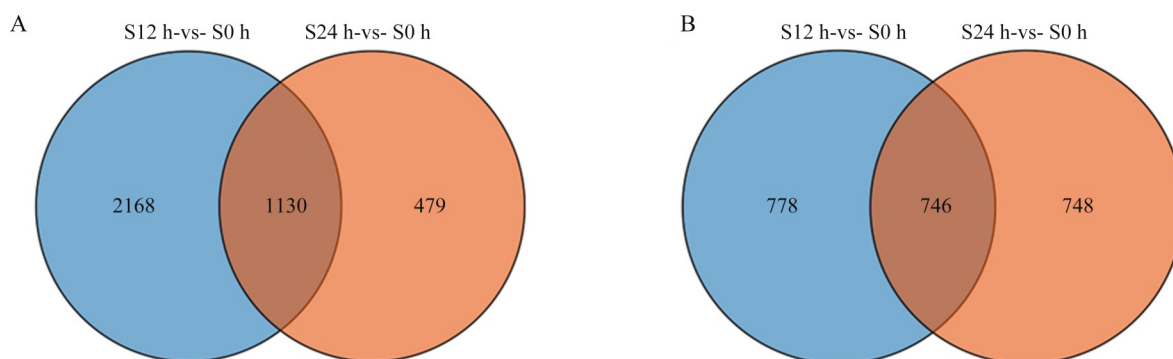 A
S12 h-vs- S0 h
S24 h-vs- S0 h
2168
1130
479
B
S12 h-vs- S0 h
S24 h-vs- S0 h
778
746
748